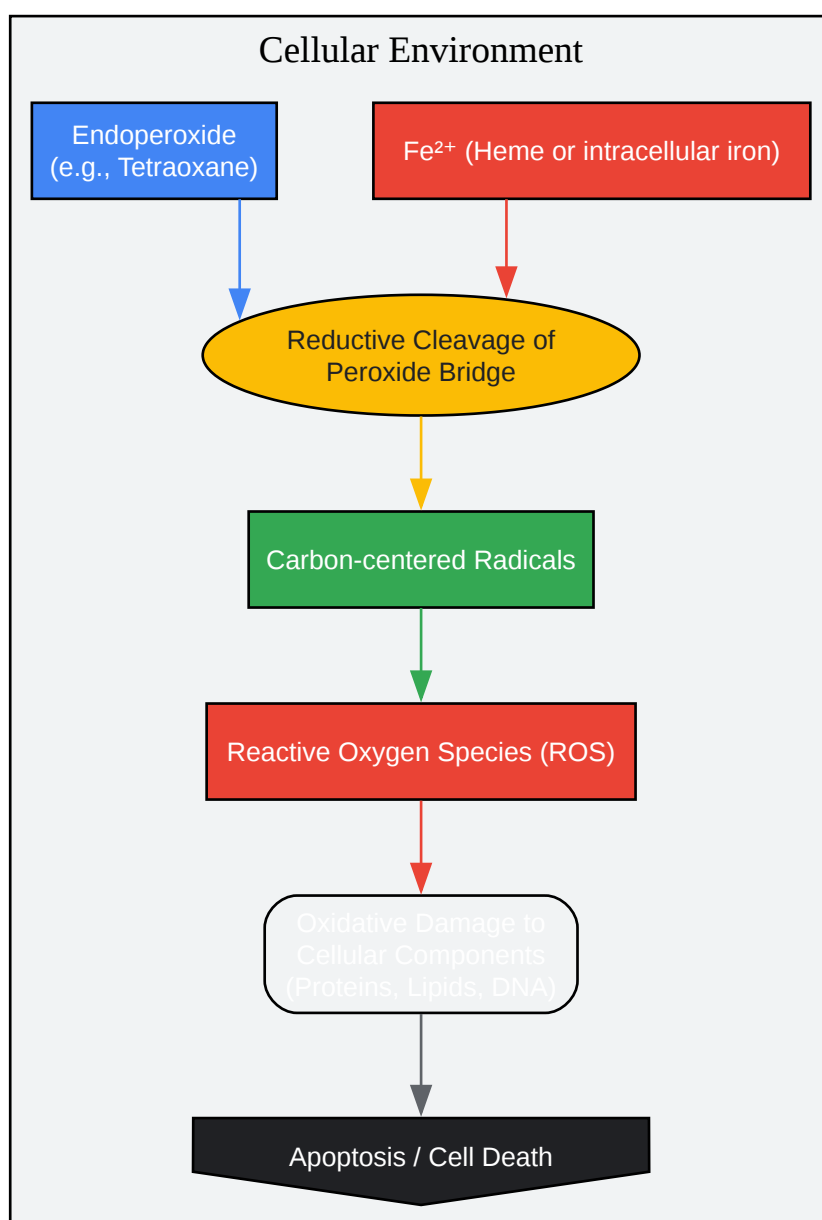 Cellular Environment
Endoperoxide
(e.g., Tetraoxane)
Fe²⁺ (Heme or intracellular iron)
Reductive Cleavage of
Peroxide Bridge
Carbon-centered Radicals
Reactive Oxygen Species (ROS)
Oxidative Damage to
Cellular Components
(Proteins, Lipids, DNA)
Apoptosis / Cell Death